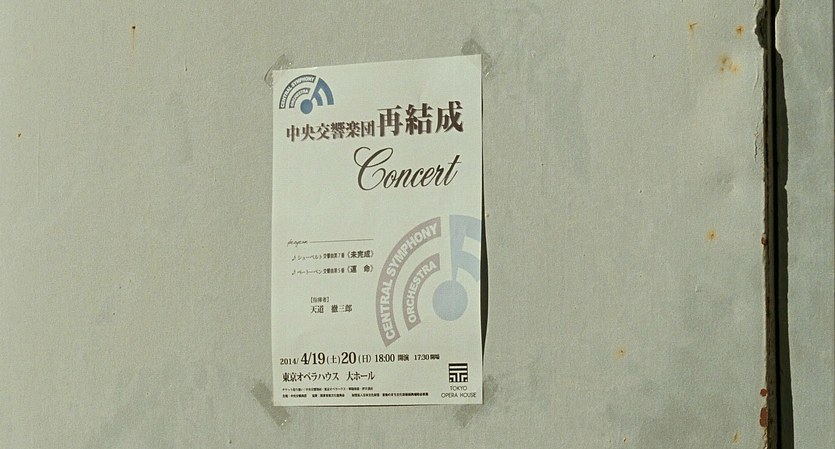 CENTRAL SYMPHONY
ORCHESTRA
中央交響楽団再結成
Concert
program
♪シューベルト交響曲第7番《未完成》
♪ベートーベン交響曲第5番《運 命》
CENTRAL SYMPHONY
ORCHESTRA
【指揮者】
天道 徹三郎
2014/ 4/19(土)20(日) 18:00 開演 17:30 開場
東京オペラハウス 大ホール
TOKYO
OPERA HOUSE